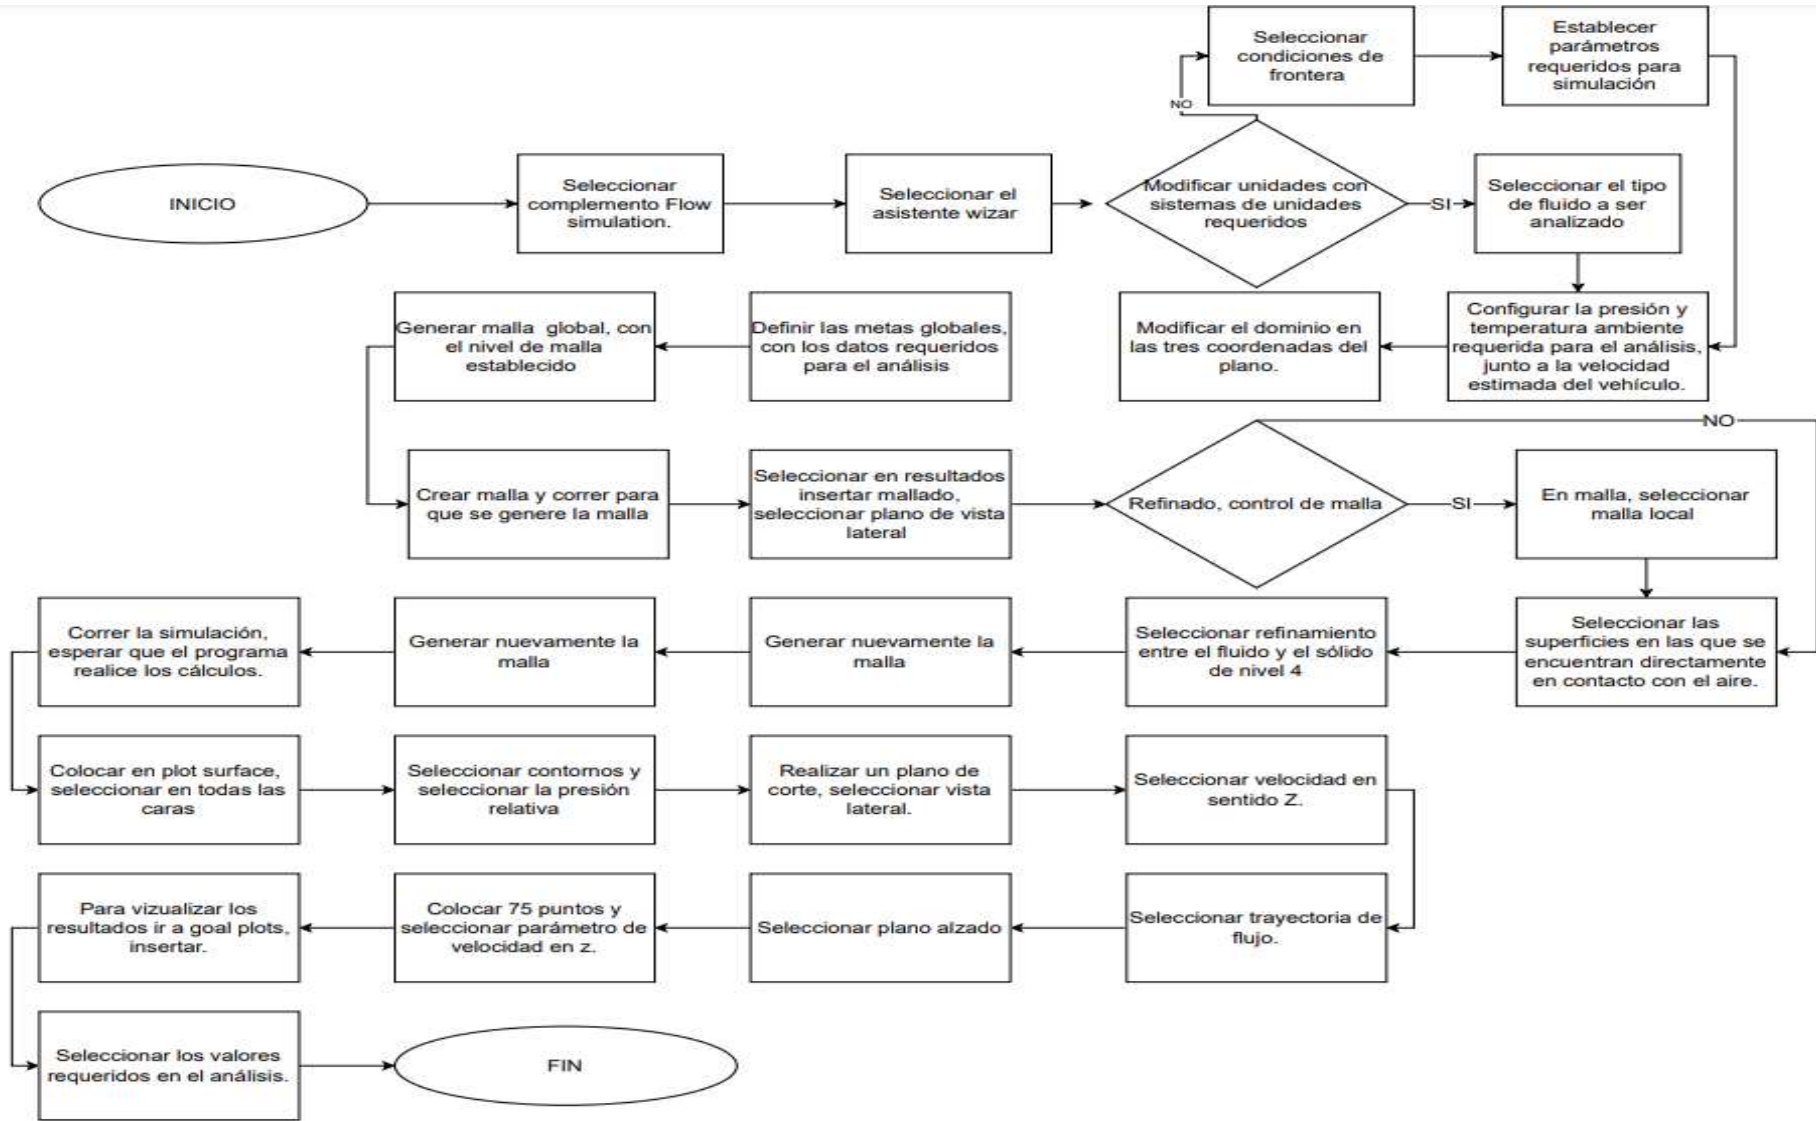 Seleccionar
condiciones de
frontera
Establecer
parámetros
requeridos para
simulación
NO
INICIO
Seleccionar
complemento Flow
simulation.
Seleccionar el
asistente wizar
Modificar unidades con
sistemas de unidades
requeridos
SI
Seleccionar el tipo
de fluido a ser
analizado
Generar malla global, con
el nivel de malla
establecido
Definir las metas globales,
con los datos requeridos
para el análisis
Modificar el dominio en
las tres coordenadas del
plano.
Configurar la presión y
temperatura ambiente
requerida para el análisis,
junto a la velocidad
estimada del vehículo.
NO
Crear malla y correr para
que se genere la malla
Seleccionar en resultados
insertar mallado,
seleccionar plano de vista
lateral
Refinado, control de malla
SI
En malla, seleccionar
malla local
Correr la simulación,
esperar que el programa
realice los cálculos.
Generar nuevamente la
malla
Generar nuevamente la
malla
Seleccionar refinamiento
entre el fluido y el sólido
de nivel 4
Seleccionar las
superficies en las que se
encuentran directamente
en contacto con el aire.
Colocar en plot surface,
seleccionar en todas las
caras
Seleccionar contornos y
seleccionar la presión
relativa
Realizar un plano de
corte, seleccionar vista
lateral.
Seleccionar velocidad en
sentido Z.
Para vizualizar los
resultados ir a goal plots,
insertar.
Colocar 75 puntos y
seleccionar parámetro de
velocidad en z.
Seleccionar plano alzado
Seleccionar trayectoria de
flujo.
Seleccionar los valores
requeridos en el análisis.
FIN